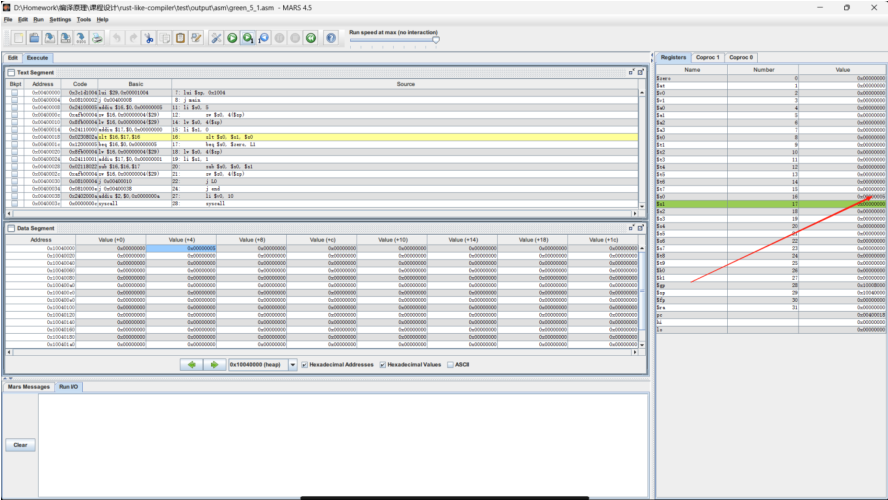 D:\Homework\编译原理\课程设计\rust-like-compiler\test\output\asm\green_5_1.asm - MARS 4.5
File Edit Run Settings Tools Help
Run speed at max (no interaction)
Edit Execute
Text Segment
Bkpt Address Code Basic Source
0x00400000 0x3c1d1004 lui $29,0x00001004 7: lui $sp, 0x1004
0x00400004 0x08100002 j 0x00400008 8: j main
0x00400008 0x24100005 addiu $16,$0,0x00000005 11: li $s0, 5
0x0040000c 0xafb00004 sw $16,0x00000004($29) 12: sw $s0, 4($sp)
0x00400010 0x8fb00004 lw $16,0x00000004($29) 14: lw $s0, 4($sp)
0x00400014 0x24110000 addiu $17,$0,0x00000000 15: li $s1, 0
0x00400018 0x0230802a slt $16,$17,$16 16: slt $s0, $s1, $s0
0x0040001c 0x12000005 beq $16,$0,0x00000005 17: beq $s0, $zero, L1
0x00400020 0x8fb00004 lw $16,0x00000004($29) 18: lw $s0, 4($sp)
0x00400024 0x24110001 addiu $17,$0,0x00000001 19: li $s1, 1
0x00400028 0x02118022 sub $16,$16,$17 20: sub $s0, $s0, $s1
0x0040002c 0xafb00004 sw $16,0x00000004($29) 21: sw $s0, 4($sp)
0x00400030 0x08100004 j 0x00400010 22: j L0
0x00400034 0x0810000e j 0x00400038 24: j end
0x00400038 0x2402000a addiu $2,$0,0x0000000a 27: li $v0, 10
0x0040003c 0x0000000c syscall 28: syscall
Data Segment
Address Value (+0) Value (+4) Value (+8) Value (+c) Value (+10) Value (+14) Value (+18) Value (+1c)
0x10040000 0x00000000 0x00000005 0x00000000 0x00000000 0x00000000 0x00000000 0x00000000 0x00000000
0x10040020 0x00000000 0x00000000 0x00000000 0x00000000 0x00000000 0x00000000 0x00000000 0x00000000
0x10040040 0x00000000 0x00000000 0x00000000 0x00000000 0x00000000 0x00000000 0x00000000 0x00000000
0x10040060 0x00000000 0x00000000 0x00000000 0x00000000 0x00000000 0x00000000 0x00000000 0x00000000
0x10040080 0x00000000 0x00000000 0x00000000 0x00000000 0x00000000 0x00000000 0x00000000 0x00000000
0x100400a0 0x00000000 0x00000000 0x00000000 0x00000000 0x00000000 0x00000000 0x00000000 0x00000000
0x100400c0 0x00000000 0x00000000 0x00000000 0x00000000 0x00000000 0x00000000 0x00000000 0x00000000
0x100400e0 0x00000000 0x00000000 0x00000000 0x00000000 0x00000000 0x00000000 0x00000000 0x00000000
0x10040100 0x00000000 0x00000000 0x00000000 0x00000000 0x00000000 0x00000000 0x00000000 0x00000000
0x10040120 0x00000000 0x00000000 0x00000000 0x00000000 0x00000000 0x00000000 0x00000000 0x00000000
0x10040140 0x00000000 0x00000000 0x00000000 0x00000000 0x00000000 0x00000000 0x00000000 0x00000000
0x10040160 0x00000000 0x00000000 0x00000000 0x00000000 0x00000000 0x00000000 0x00000000 0x00000000
0x10040180 0x00000000 0x00000000 0x00000000 0x00000000 0x00000000 0x00000000 0x00000000 0x00000000
0x100401a0 0x00000000 0x00000000 0x00000000 0x00000000 0x00000000 0x00000000 0x00000000 0x00000000
0x10040000 (heap) Hexadecimal Addresses Hexadecimal Values ASCII
Mars Messages Run I/O
Clear
Registers Coproc 1 Coproc 0
Name Number Value
$zero 0 0x00000000
$at 1 0x00000000
$v0 2 0x00000000
$v1 3 0x00000000
$a0 4 0x00000000
$a1 5 0x00000000
$a2 6 0x00000000
$a3 7 0x00000000
$t0 8 0x00000000
$t1 9 0x00000000
$t2 10 0x00000000
$t3 11 0x00000000
$t4 12 0x00000000
$t5 13 0x00000000
$t6 14 0x00000000
$t7 15 0x00000000
$s0 16 0x00000005
$s1 17 0x00000000
$s2 18 0x00000000
$s3 19 0x00000000
$s4 20 0x00000000
$s5 21 0x00000000
$s6 22 0x00000000
$s7 23 0x00000000
$t8 24 0x00000000
$t9 25 0x00000000
$k0 26 0x00000000
$k1 27 0x00000000
$gp 28 0x10008000
$sp 29 0x10040000
$fp 30 0x00000000
$ra 31 0x00000000
pc 0x00400018
hi 0x00000000
lo 0x00000000